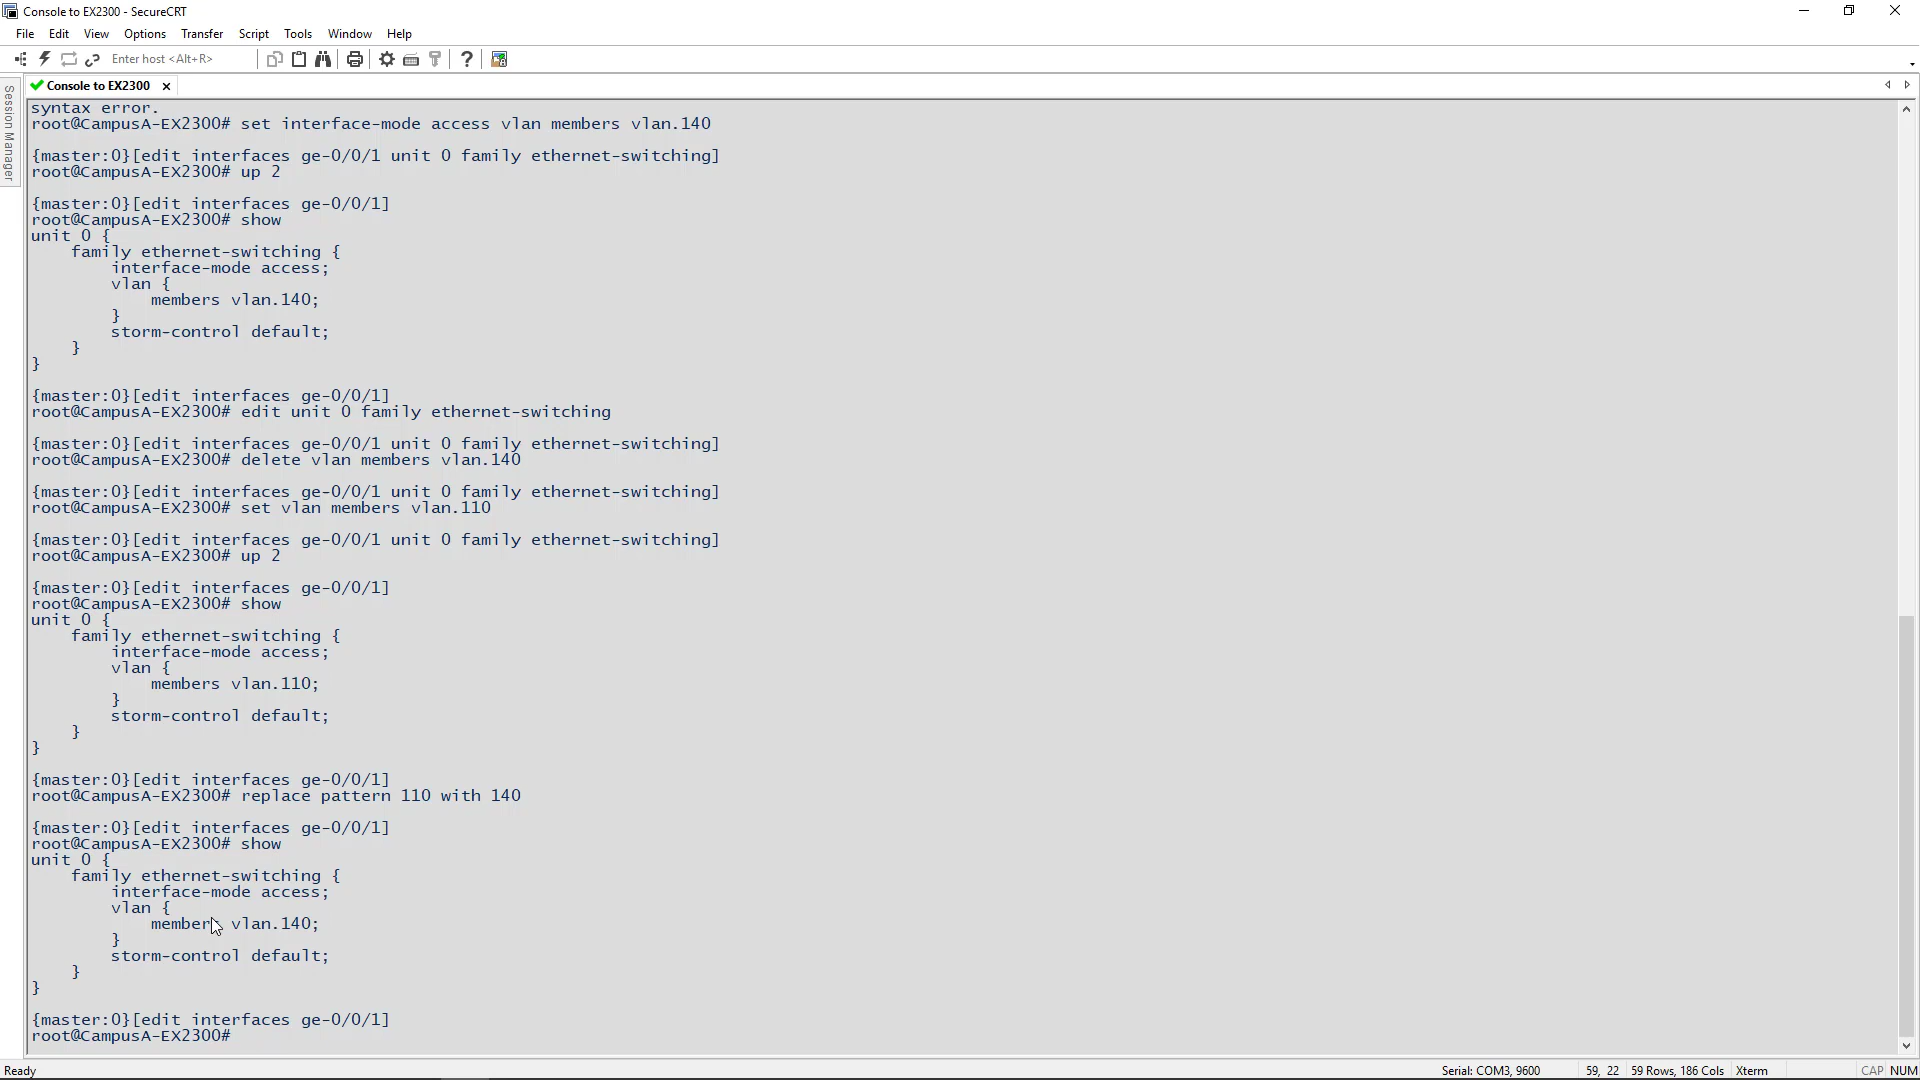 Console to EX2300 - SecureCRT
File Edit View Options Transfer Script Tools Window Help
Enter host <Alt+R>
Session Manager
Console to EX2300
syntax error.
root@CampusA-EX2300# set interface-mode access vlan members vlan.140
{master:0}[edit interfaces ge-0/0/1 unit 0 family ethernet-switching]
root@CampusA-EX2300# up 2
{master:0}[edit interfaces ge-0/0/1]
root@CampusA-EX2300# show
unit 0 {
    family ethernet-switching {
        interface-mode access;
        vlan {
            members vlan.140;
        }
        storm-control default;
    }
}
{master:0}[edit interfaces ge-0/0/1]
root@CampusA-EX2300# edit unit 0 family ethernet-switching
{master:0}[edit interfaces ge-0/0/1 unit 0 family ethernet-switching]
root@CampusA-EX2300# delete vlan members vlan.140
{master:0}[edit interfaces ge-0/0/1 unit 0 family ethernet-switching]
root@CampusA-EX2300# set vlan members vlan.110
{master:0}[edit interfaces ge-0/0/1 unit 0 family ethernet-switching]
root@CampusA-EX2300# up 2
{master:0}[edit interfaces ge-0/0/1]
root@CampusA-EX2300# show
unit 0 {
    family ethernet-switching {
        interface-mode access;
        vlan {
            members vlan.110;
        }
        storm-control default;
    }
}
{master:0}[edit interfaces ge-0/0/1]
root@CampusA-EX2300# replace pattern 110 with 140
{master:0}[edit interfaces ge-0/0/1]
root@CampusA-EX2300# show
unit 0 {
    family ethernet-switching {
        interface-mode access;
        vlan {
            members vlan.140;
        }
        storm-control default;
    }
}
{master:0}[edit interfaces ge-0/0/1]
root@CampusA-EX2300#
Ready Serial: COM3, 9600 59, 22 59 Rows, 186 Cols Xterm CAP NUM